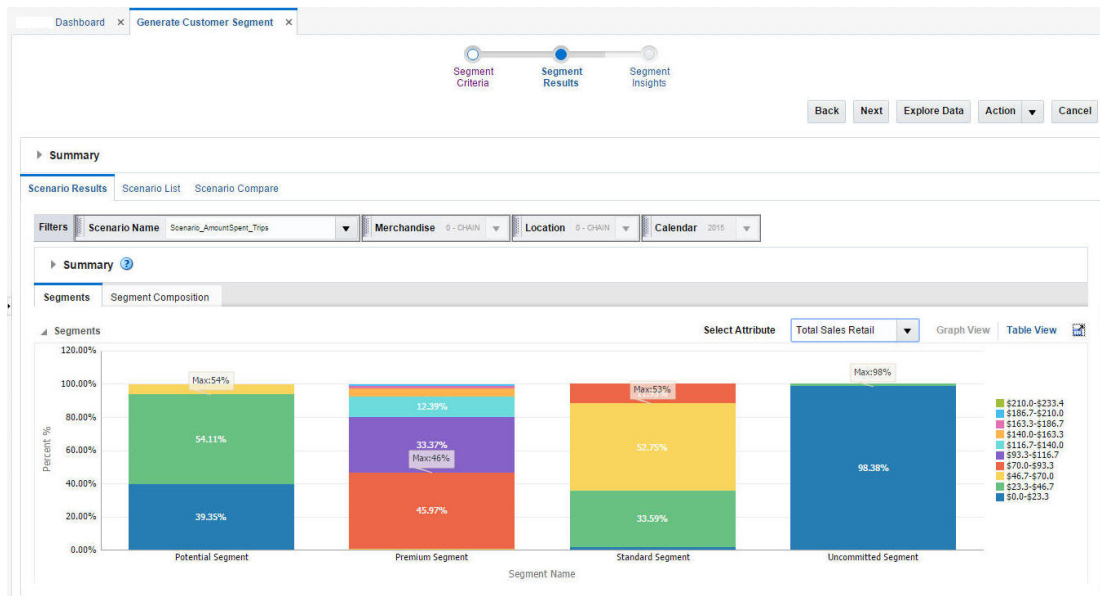 Dashboard × Generate Customer Segment ×
Segment Criteria
Segment Results
Segment Insights
Back Next Explore Data Action Cancel
Summary
Scenario Results Scenario List Scenario Compare
Filters Scenario Name Scenario_AmountSpent_Trips Merchandise 0 - CHAIN Location 0 - CHAIN Calendar 2015
Summary ?
Segments Segment Composition
Segments Select Attribute Total Sales Retail Graph View Table View
120.00%
100.00%
80.00%
60.00%
40.00%
20.00%
0.00%
Percent %
Max:54%
54.11%
39.35%
12.39%
33.37%
Max:46%
45.97%
Max:53%
52.75%
33.59%
Max:98%
98.38%
Potential Segment Premium Segment Standard Segment Uncommitted Segment
Segment Name
$210.0-$233.4
$186.7-$210.0
$163.3-$186.7
$140.0-$163.3
$116.7-$140.0
$93.3-$116.7
$70.0-$93.3
$46.7-$70.0
$23.3-$46.7
$0.0-$23.3